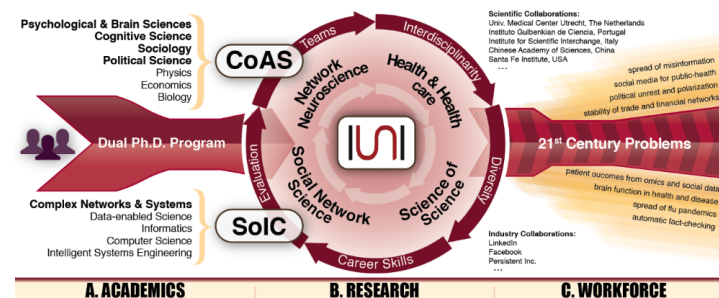 Psychological & Brain Sciences
Cognitive Science
Sociology
Political Science
Physics
Economics
Biology
CoAS
Dual Ph.D. Program
Complex Networks & Systems
Data-enabled Science
Informatics
Computer Science
Intelligent Systems Engineering
SoIC
Teams
Interdisciplinarity
Diversity
Career Skills
Evaluation
Network
Neuroscience
Health & Health
care
Science of
Science
Social Network
Science
Scientific Collaborations:
Univ. Medical Center Utrecht, The Netherlands
Instituto Gulbenkian de Ciencia, Portugal
Institute for Scientific Interchange, Italy
Chinese Academy of Sciences, China
Santa Fe Institute, USA
...
spread of misinformation
social media for public-health
political unrest and polarization
stability of trade and financial networks
21st Century Problems
patient outcomes from omics and social data
brain function in health and disease
spread of flu pandemics
automatic fact-checking
Industry Collaborations:
LinkedIn
Facebook
Persistent Inc.
...
A. ACADEMICS
B. RESEARCH
C. WORKFORCE